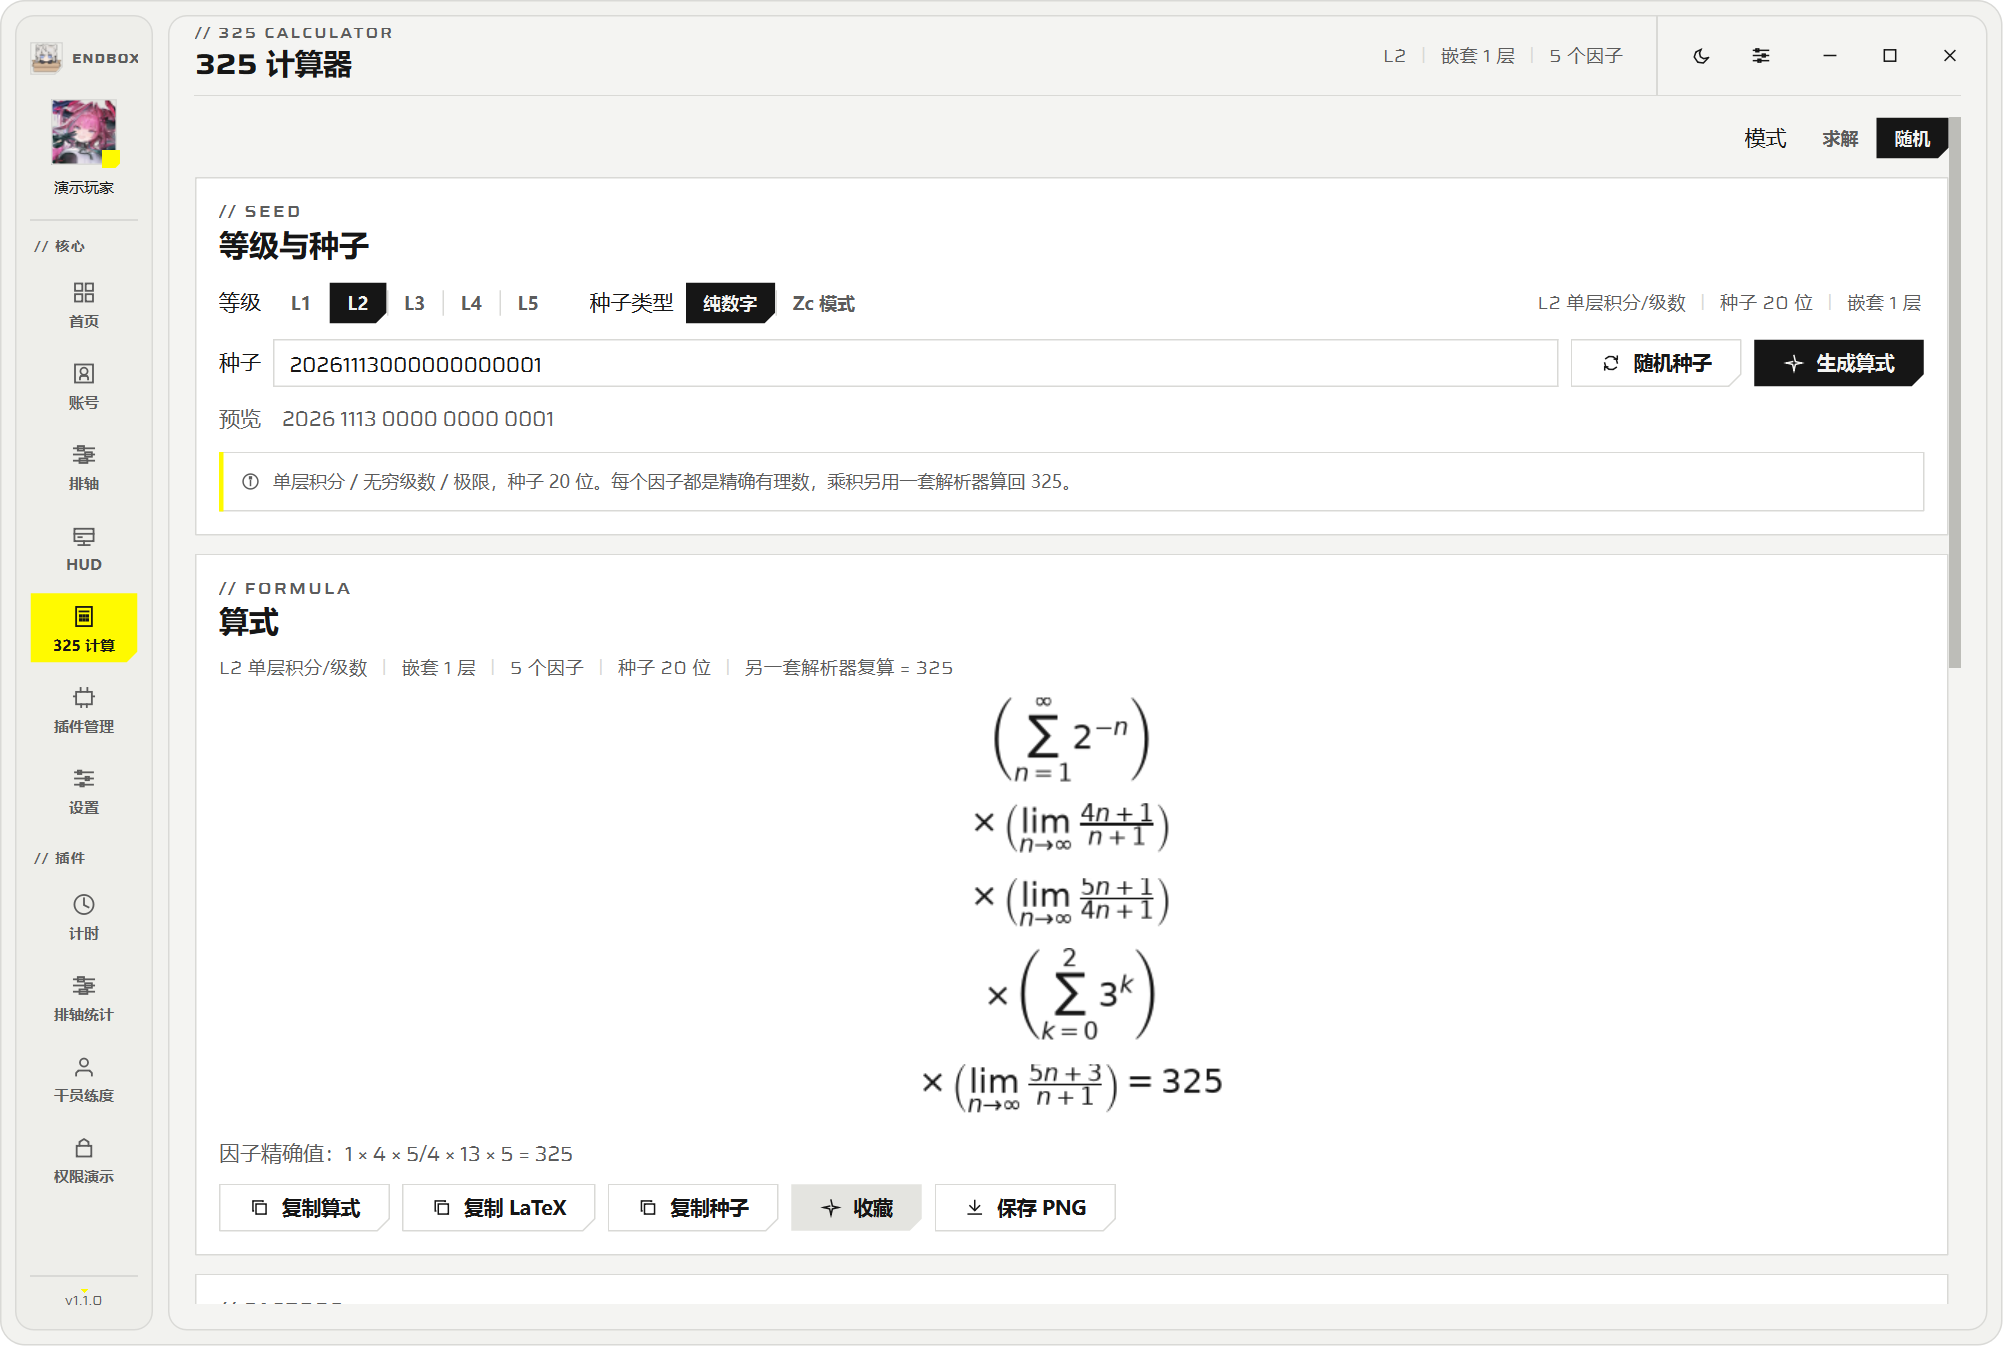 ENDBOX
演示玩家
// 核心
首页
账号
排轴
HUD
325 计算
插件管理
设置
// 插件
计时
排轴统计
干员练度
权限演示
v1.1.0
// 325 CALCULATOR
325 计算器
L2 嵌套 1 层 5 个因子
模式 求解 随机
// SEED
等级与种子
等级 L1 L2 L3 L4 L5 种子类型 纯数字 Zc 模式 L2 单层积分/级数 种子 20 位 嵌套 1 层
种子 20261113000000000001 随机种子 生成算式
预览 2026 1113 0000 0000 0001
单层积分 / 无穷级数 / 极限，种子 20 位。每个因子都是精确有理数，乘积另用一套解析器算回 325。
// FORMULA
算式
L2 单层积分/级数 嵌套 1 层 5 个因子 种子 20 位 另一套解析器复算 = 325
( ∑_{n=1}^{∞} 2^{−n} )
× ( lim_{n→∞} (4n + 1)/(n + 1) )
× ( lim_{n→∞} (5n + 1)/(4n + 1) )
× ( ∑_{k=0}^{2} 3^{k} )
× ( lim_{n→∞} (5n + 3)/(n + 1) ) = 325
因子精确值：1 × 4 × 5/4 × 13 × 5 = 325
复制算式 复制 LaTeX 复制种子 收藏 保存 PNG